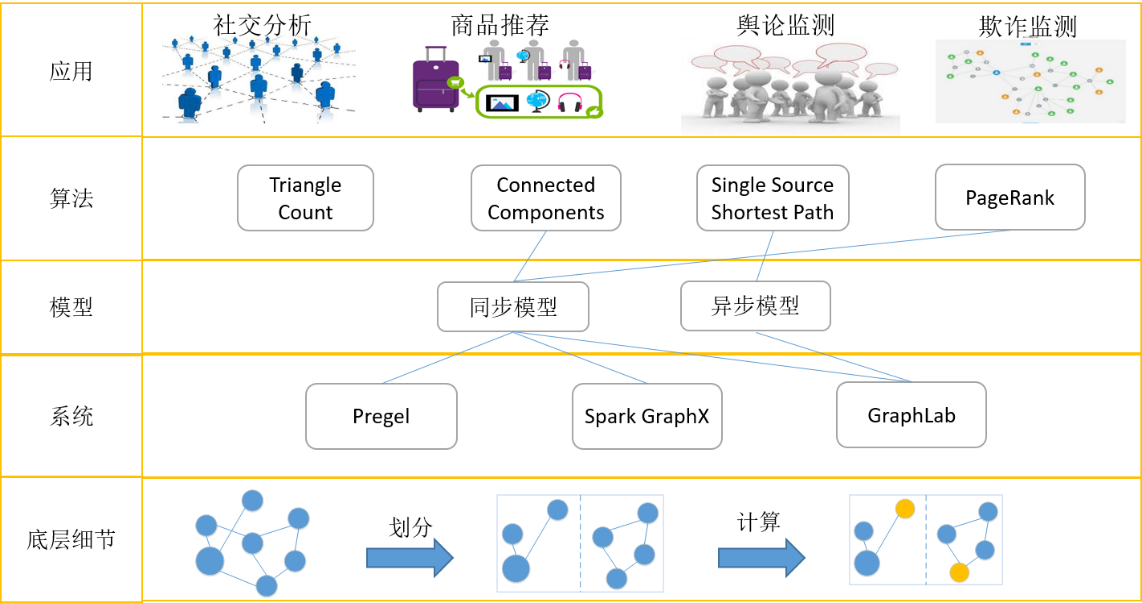 应用
社交分析
商品推荐
舆论监测
欺诈监测
算法
Triangle
Count
Connected
Components
Single Source
Shortest Path
PageRank
模型
同步模型
异步模型
系统
Pregel
Spark GraphX
GraphLab
底层细节
划分
计算